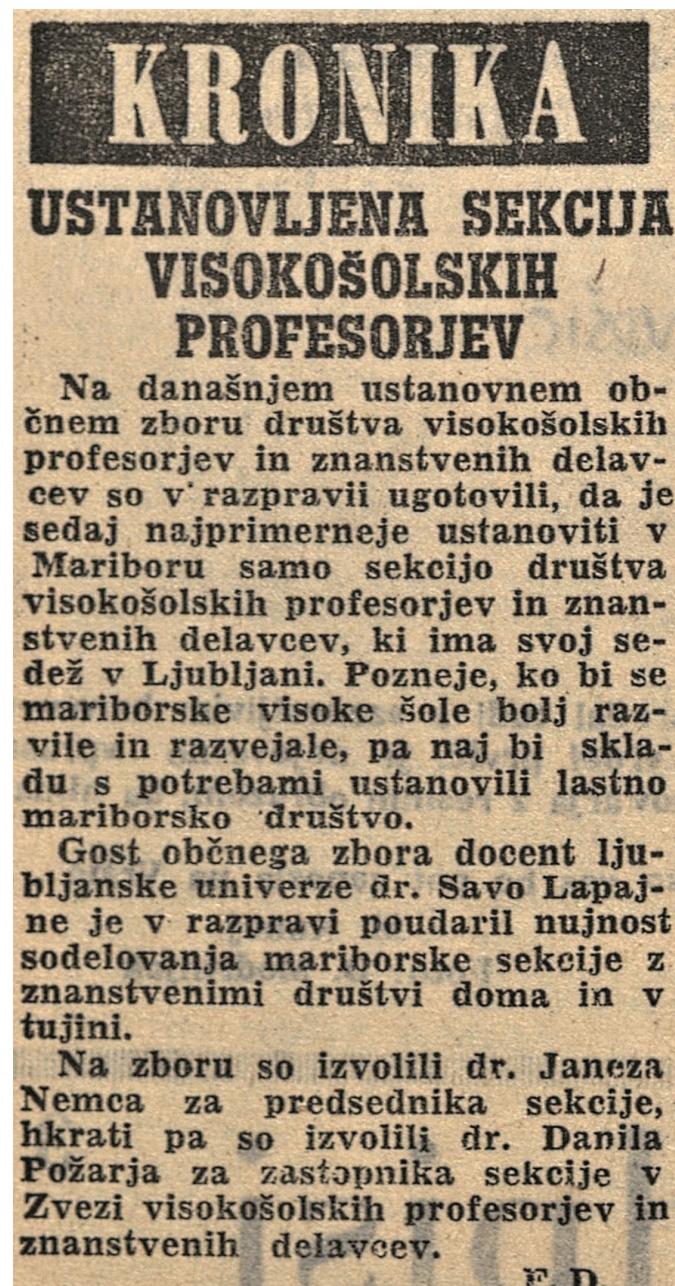 KRONIKA
USTANOVLJENA SEKCIJA
VISOKOŠOLSKIH
PROFESORJEV
Na današnjem ustanovnem ob-
čnem zboru društva visokošolskih
profesorjev in znanstvenih delav-
cev so v razpravii ugotovili, da je
sedaj najprimerneje ustanoviti v
Mariboru samo sekcijo društva
visokošolskih profesorjev in znan-
stvenih delavcev, ki ima svoj se-
dež v Ljubljani. Pozneje, ko bi se
mariborske visoke šole bolj raz-
vile in razvejale, pa naj bi skla-
du s potrebami ustanovili lastno
mariborsko društvo.
Gost občnega zbora docent lju-
bljanske univerze dr. Savo Lapaj-
ne je v razpravi poudaril nujnost
sodelovanja mariborske sekcije z
znanstvenimi društvi doma in v
tujini.
Na zboru so izvolili dr. Janeza
Nemca za predsednika sekcije,
hkrati pa so izvolili dr. Danila
Požarja za zastopnika sekcije v
Zvezi visokošolskih profesorjev in
znanstvenih delavcev.